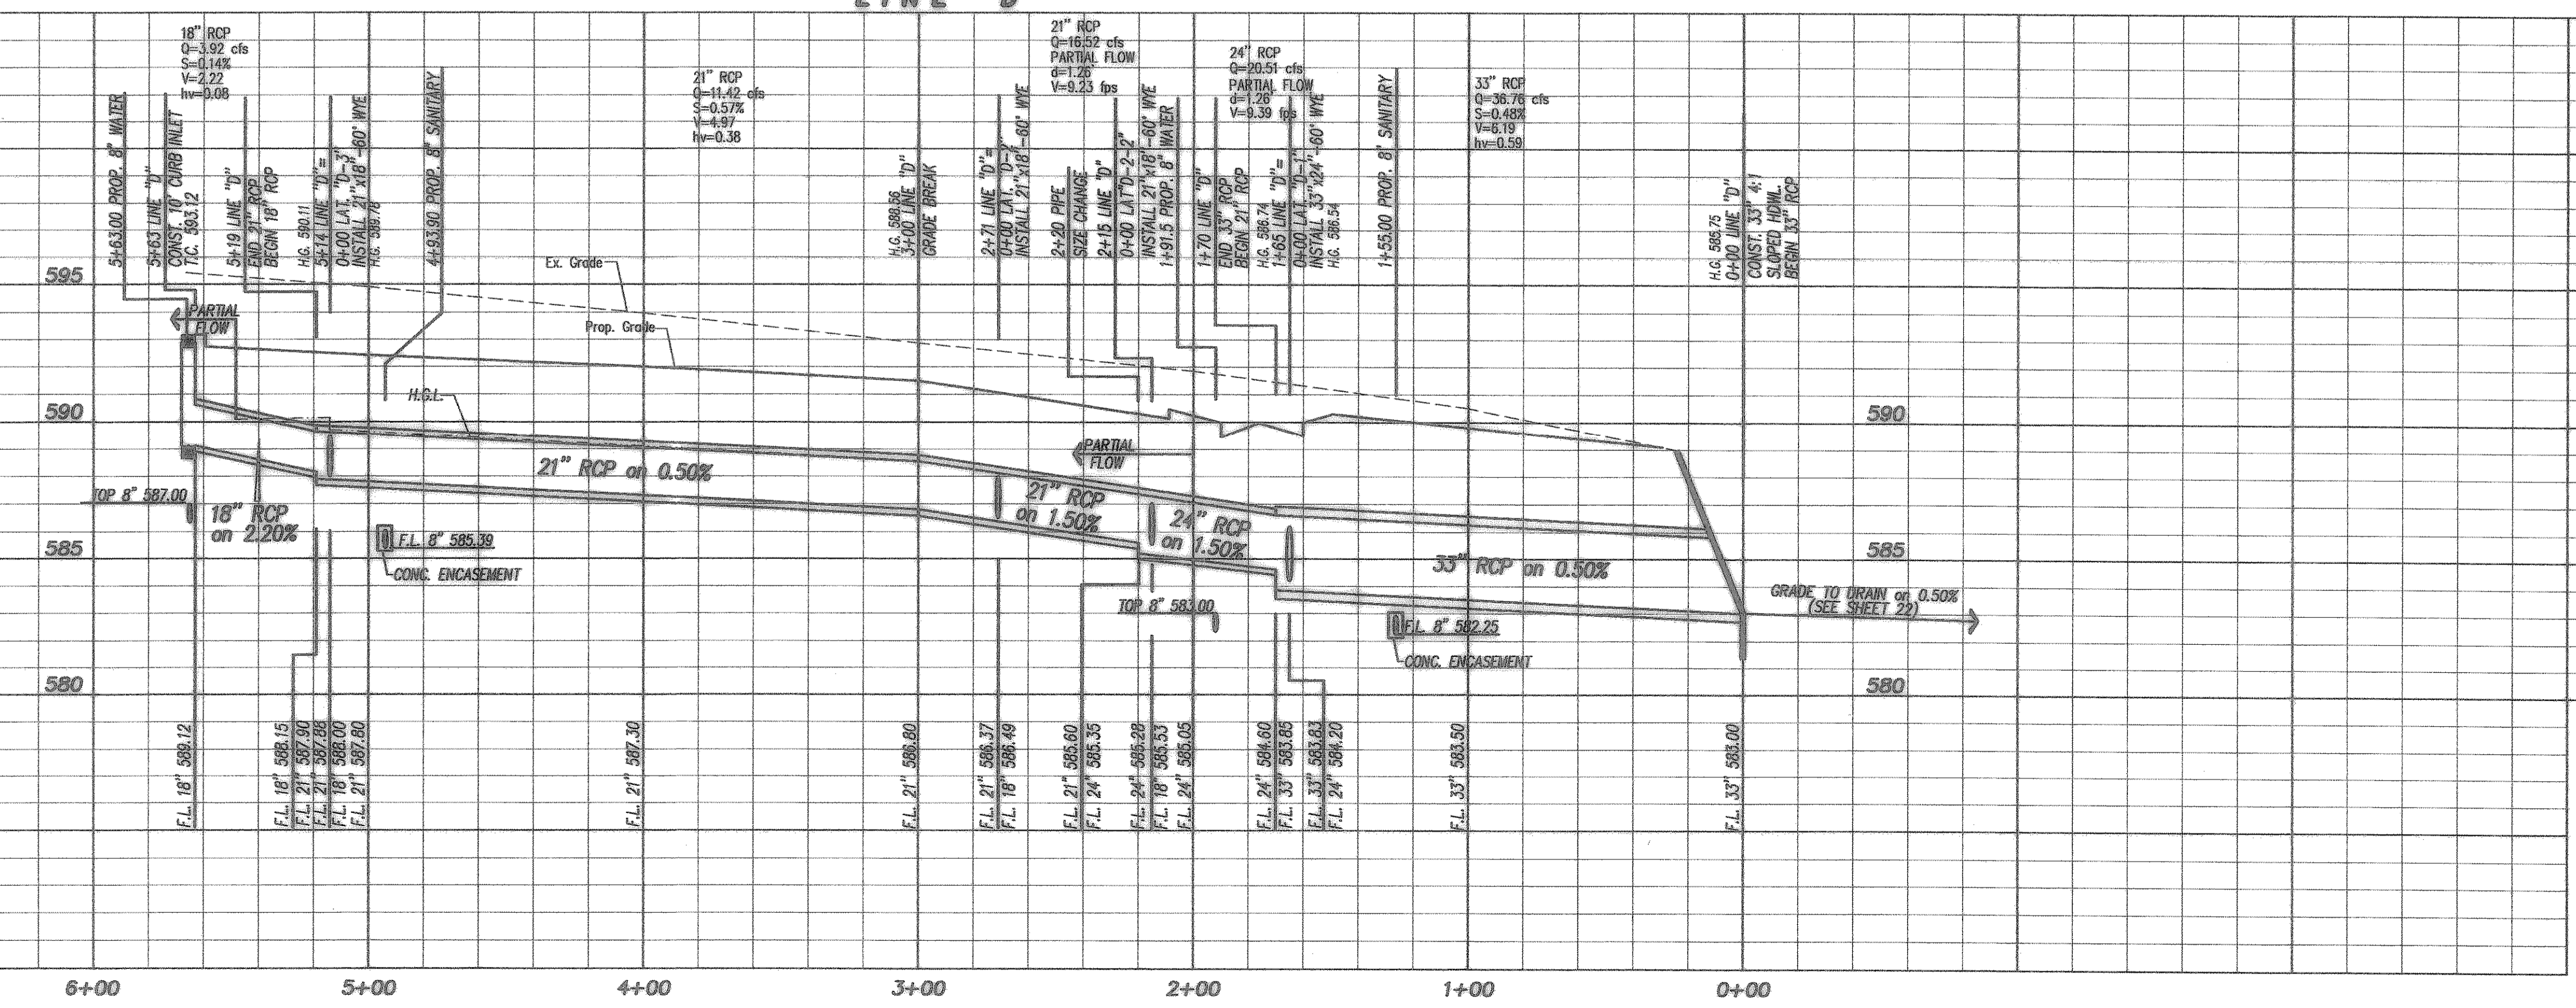 LINE "D"
18" RCP
Q=3.92 cfs
S=0.14%
V=2.22
hv=0.08
21" RCP
Q=11.42 cfs
S=0.57%
V=4.97
hv=0.38
21" RCP
Q=16.52 cfs
PARTIAL FLOW
d=1.26'
V=9.23 fps
24" RCP
Q=20.51 cfs
PARTIAL FLOW
d=1.26'
V=9.39 fps
33" RCP
Q=36.76 cfs
S=0.48%
V=6.19
hv=0.59
5+63.00 PROP. 8" WATER
5+63 LINE "D"
CONST. 10' CURB INLET
T.C. 593.12
5+19 LINE "D"
END 21" RCP
BEGIN 18" RCP
H.G. 590.11
5+14 LINE "D"=
0+00 LAT. "D-3"
INSTALL 21"x18"-60° WYE
H.G. 589.76
4+93.90 PROP. 8" SANITARY
H.G. 588.56
3+00 LINE "D"
GRADE BREAK
2+71 LINE "D"=
0+00 LAT. "D-2"
INSTALL 21"x18"-60° WYE
2+20 PIPE
SIZE CHANGE
2+15 LINE "D"
0+00 LAT"D-2-2"
INSTALL 21"x18"-60° WYE
1+91.5 PROP. 8" WATER
1+70 LINE "D"
END 33" RCP
BEGIN 21" RCP
H.G. 586.74
1+65 LINE "D"=
0+00 LAT. "D-1"
INSTALL 33"x24"-60° WYE
H.G. 586.54
1+55.00 PROP. 8" SANITARY
H.G. 585.75
0+00 LINE "D"
CONST. 33" 4:1
SLOPED HDWL.
BEGIN 33" RCP
595
Ex. Grade
PARTIAL
FLOW
Prop. Grade
590
H.G.L.
590
PARTIAL
FLOW
21" RCP on 0.50%
TOP 8" 587.00
18" RCP
on 2.20%
21" RCP
on 1.50%
24" RCP
on 1.50%
F.L. 8" 585.39
CONC. ENCASEMENT
585
585
33" RCP on 0.50%
GRADE TO DRAIN on 0.50%
(SEE SHEET 22)
TOP 8" 583.00
F.L. 8" 582.25
CONC. ENCASEMENT
580
580
F.L. 18" 589.12
F.L. 18" 588.15
F.L. 21" 587.90
F.L. 21" 587.88
F.L. 18" 588.00
F.L. 21" 587.80
F.L. 21" 587.30
F.L. 21" 586.80
F.L. 21" 586.37
F.L. 18" 586.49
F.L. 21" 585.60
F.L. 24" 585.35
F.L. 24" 585.28
F.L. 18" 585.53
F.L. 24" 585.05
F.L. 24" 584.60
F.L. 33" 583.85
F.L. 33" 583.83
F.L. 24" 584.20
F.L. 33" 583.50
F.L. 33" 583.00
6+00
5+00
4+00
3+00
2+00
1+00
0+00